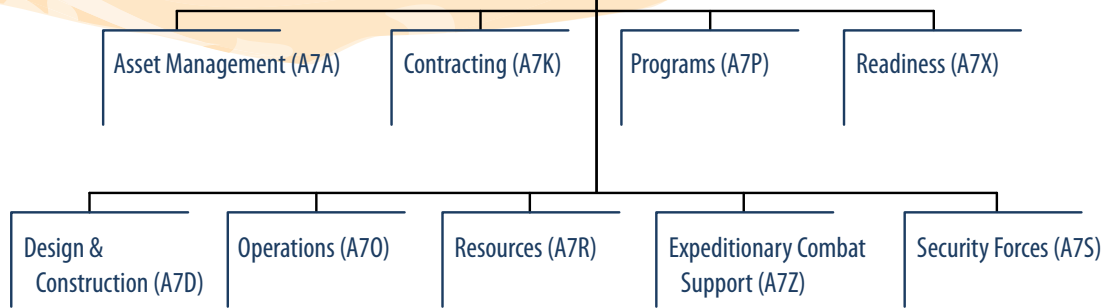 Asset Management (A7A)
Contracting (A7K)
Programs (A7P)
Readiness (A7X)
Design &
Construction (A7D)
Operations (A7O)
Resources (A7R)
Expeditionary Combat
Support (A7Z)
Security Forces (A7S)